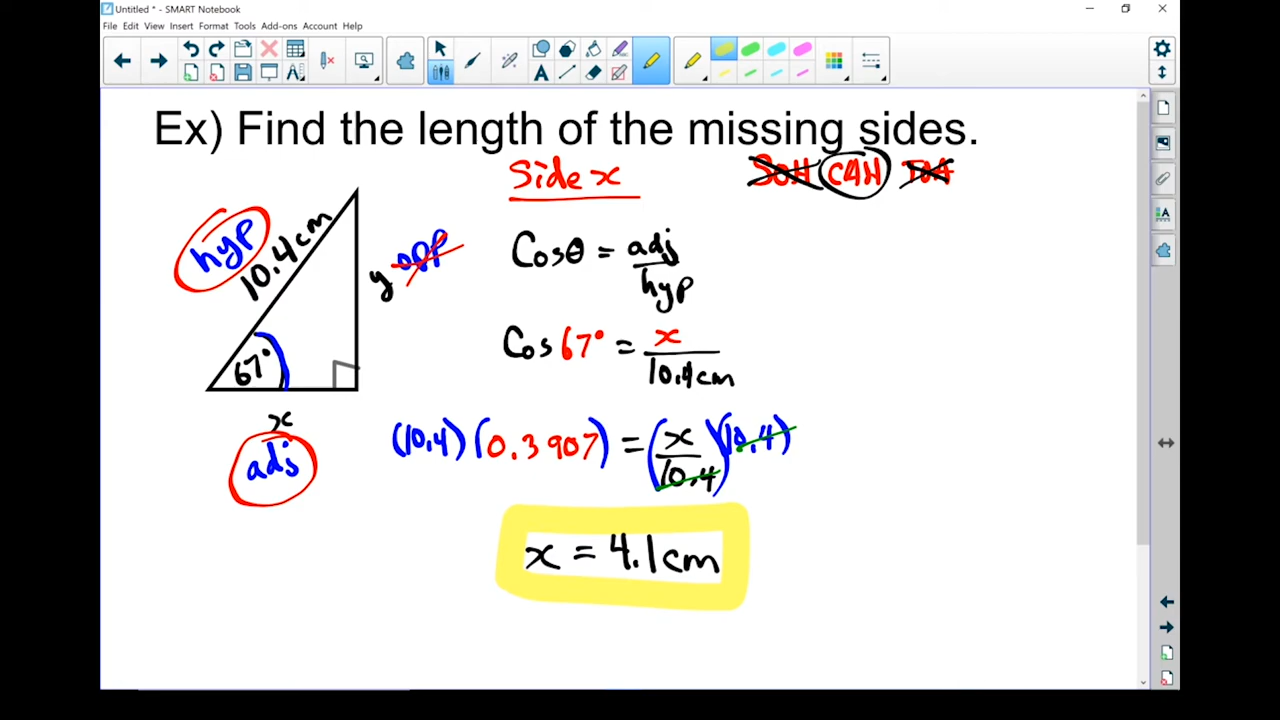 Untitled * - SMART Notebook
File Edit View Insert Format Tools Add-ons Account Help
Ex) Find the length of the missing sides.
Side x
SOH CAH TOA
hyp
10.4cm
y opp
67°
x
adj
Cosθ = adj/hyp
Cos 67° = x/10.4cm
(10.4)(0.3907) = (x/10.4)(10.4)
x = 4.1cm